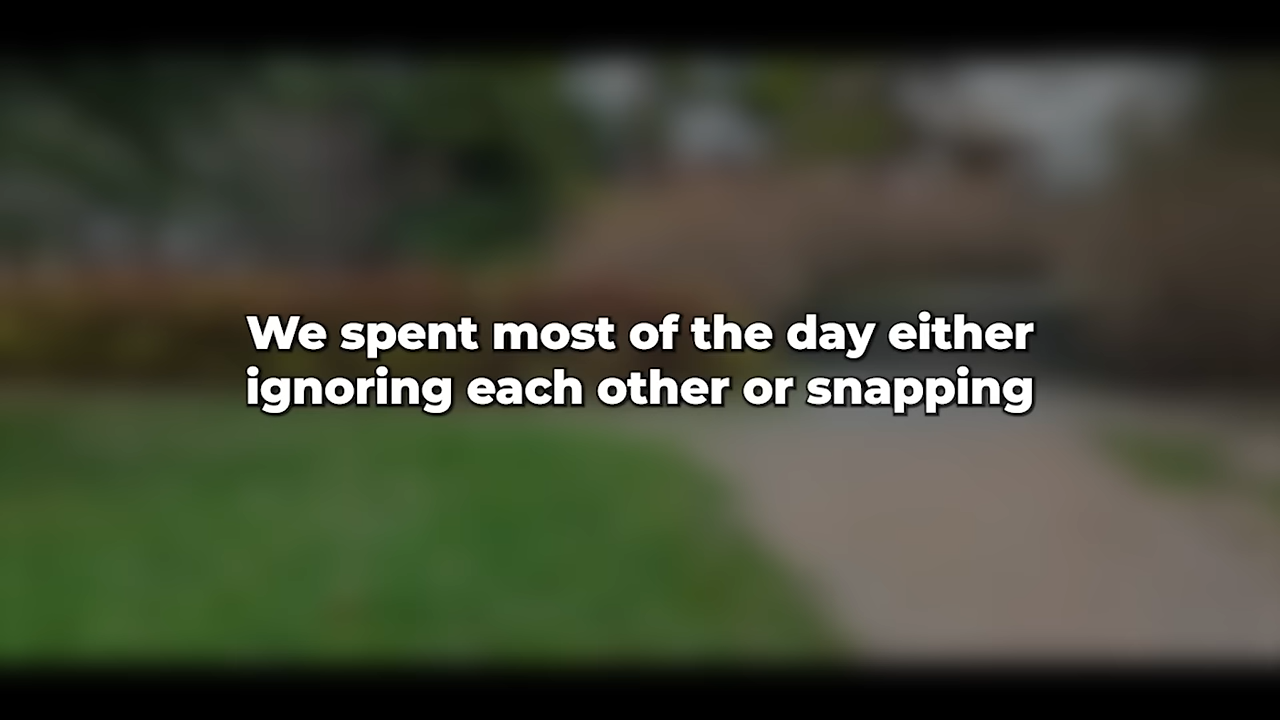 We spent most of the day either
ignoring each other or snapping